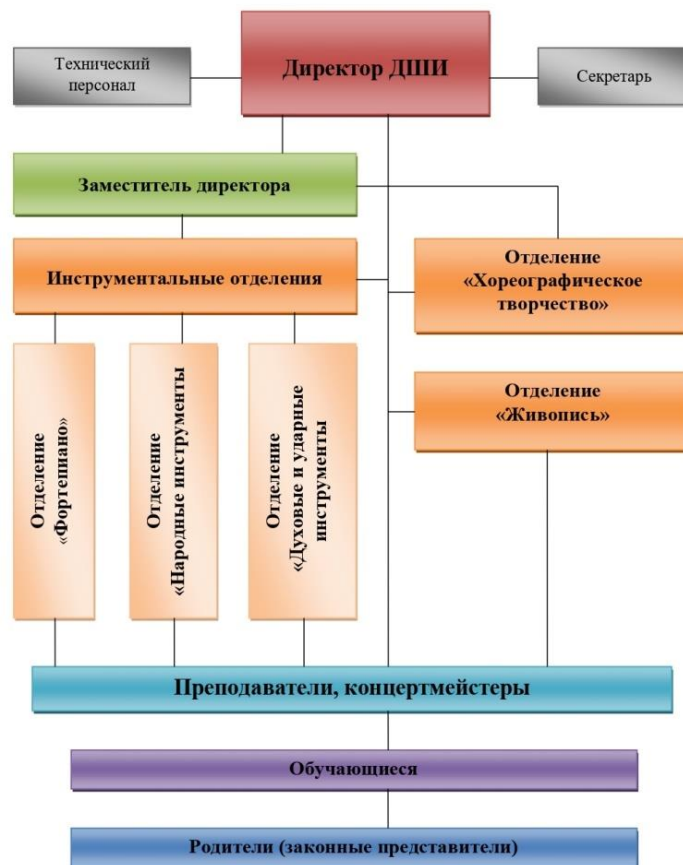 Директор ДШИ
Технический
персонал
Секретарь
Заместитель директора
Инструментальные отделения
Отделение
«Хореографическое
творчество»
Отделение
«Живопись»
Отделение
«Фортепиано»
Отделение
«Народные инструменты
Отделение
«Духовые и ударные
инструменты
Преподаватели, концертмейстеры
Обучающиеся
Родители (законные представители)